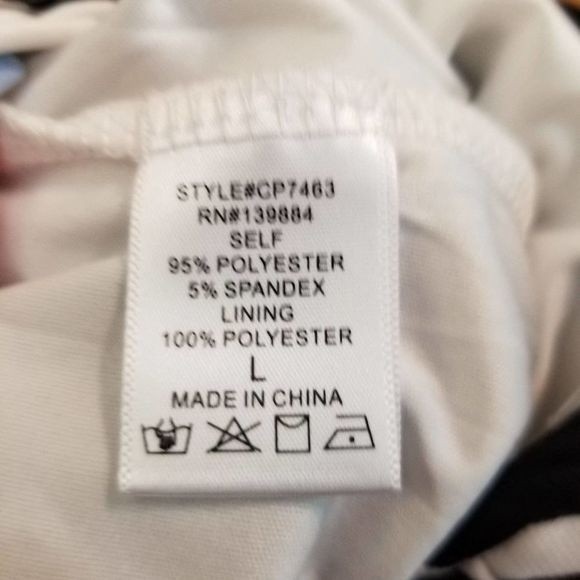 STYLE#CP7463
RN#139884
SELF
95% POLYESTER
5% SPANDEX
LINING
100% POLYESTER
L
MADE IN CHINA